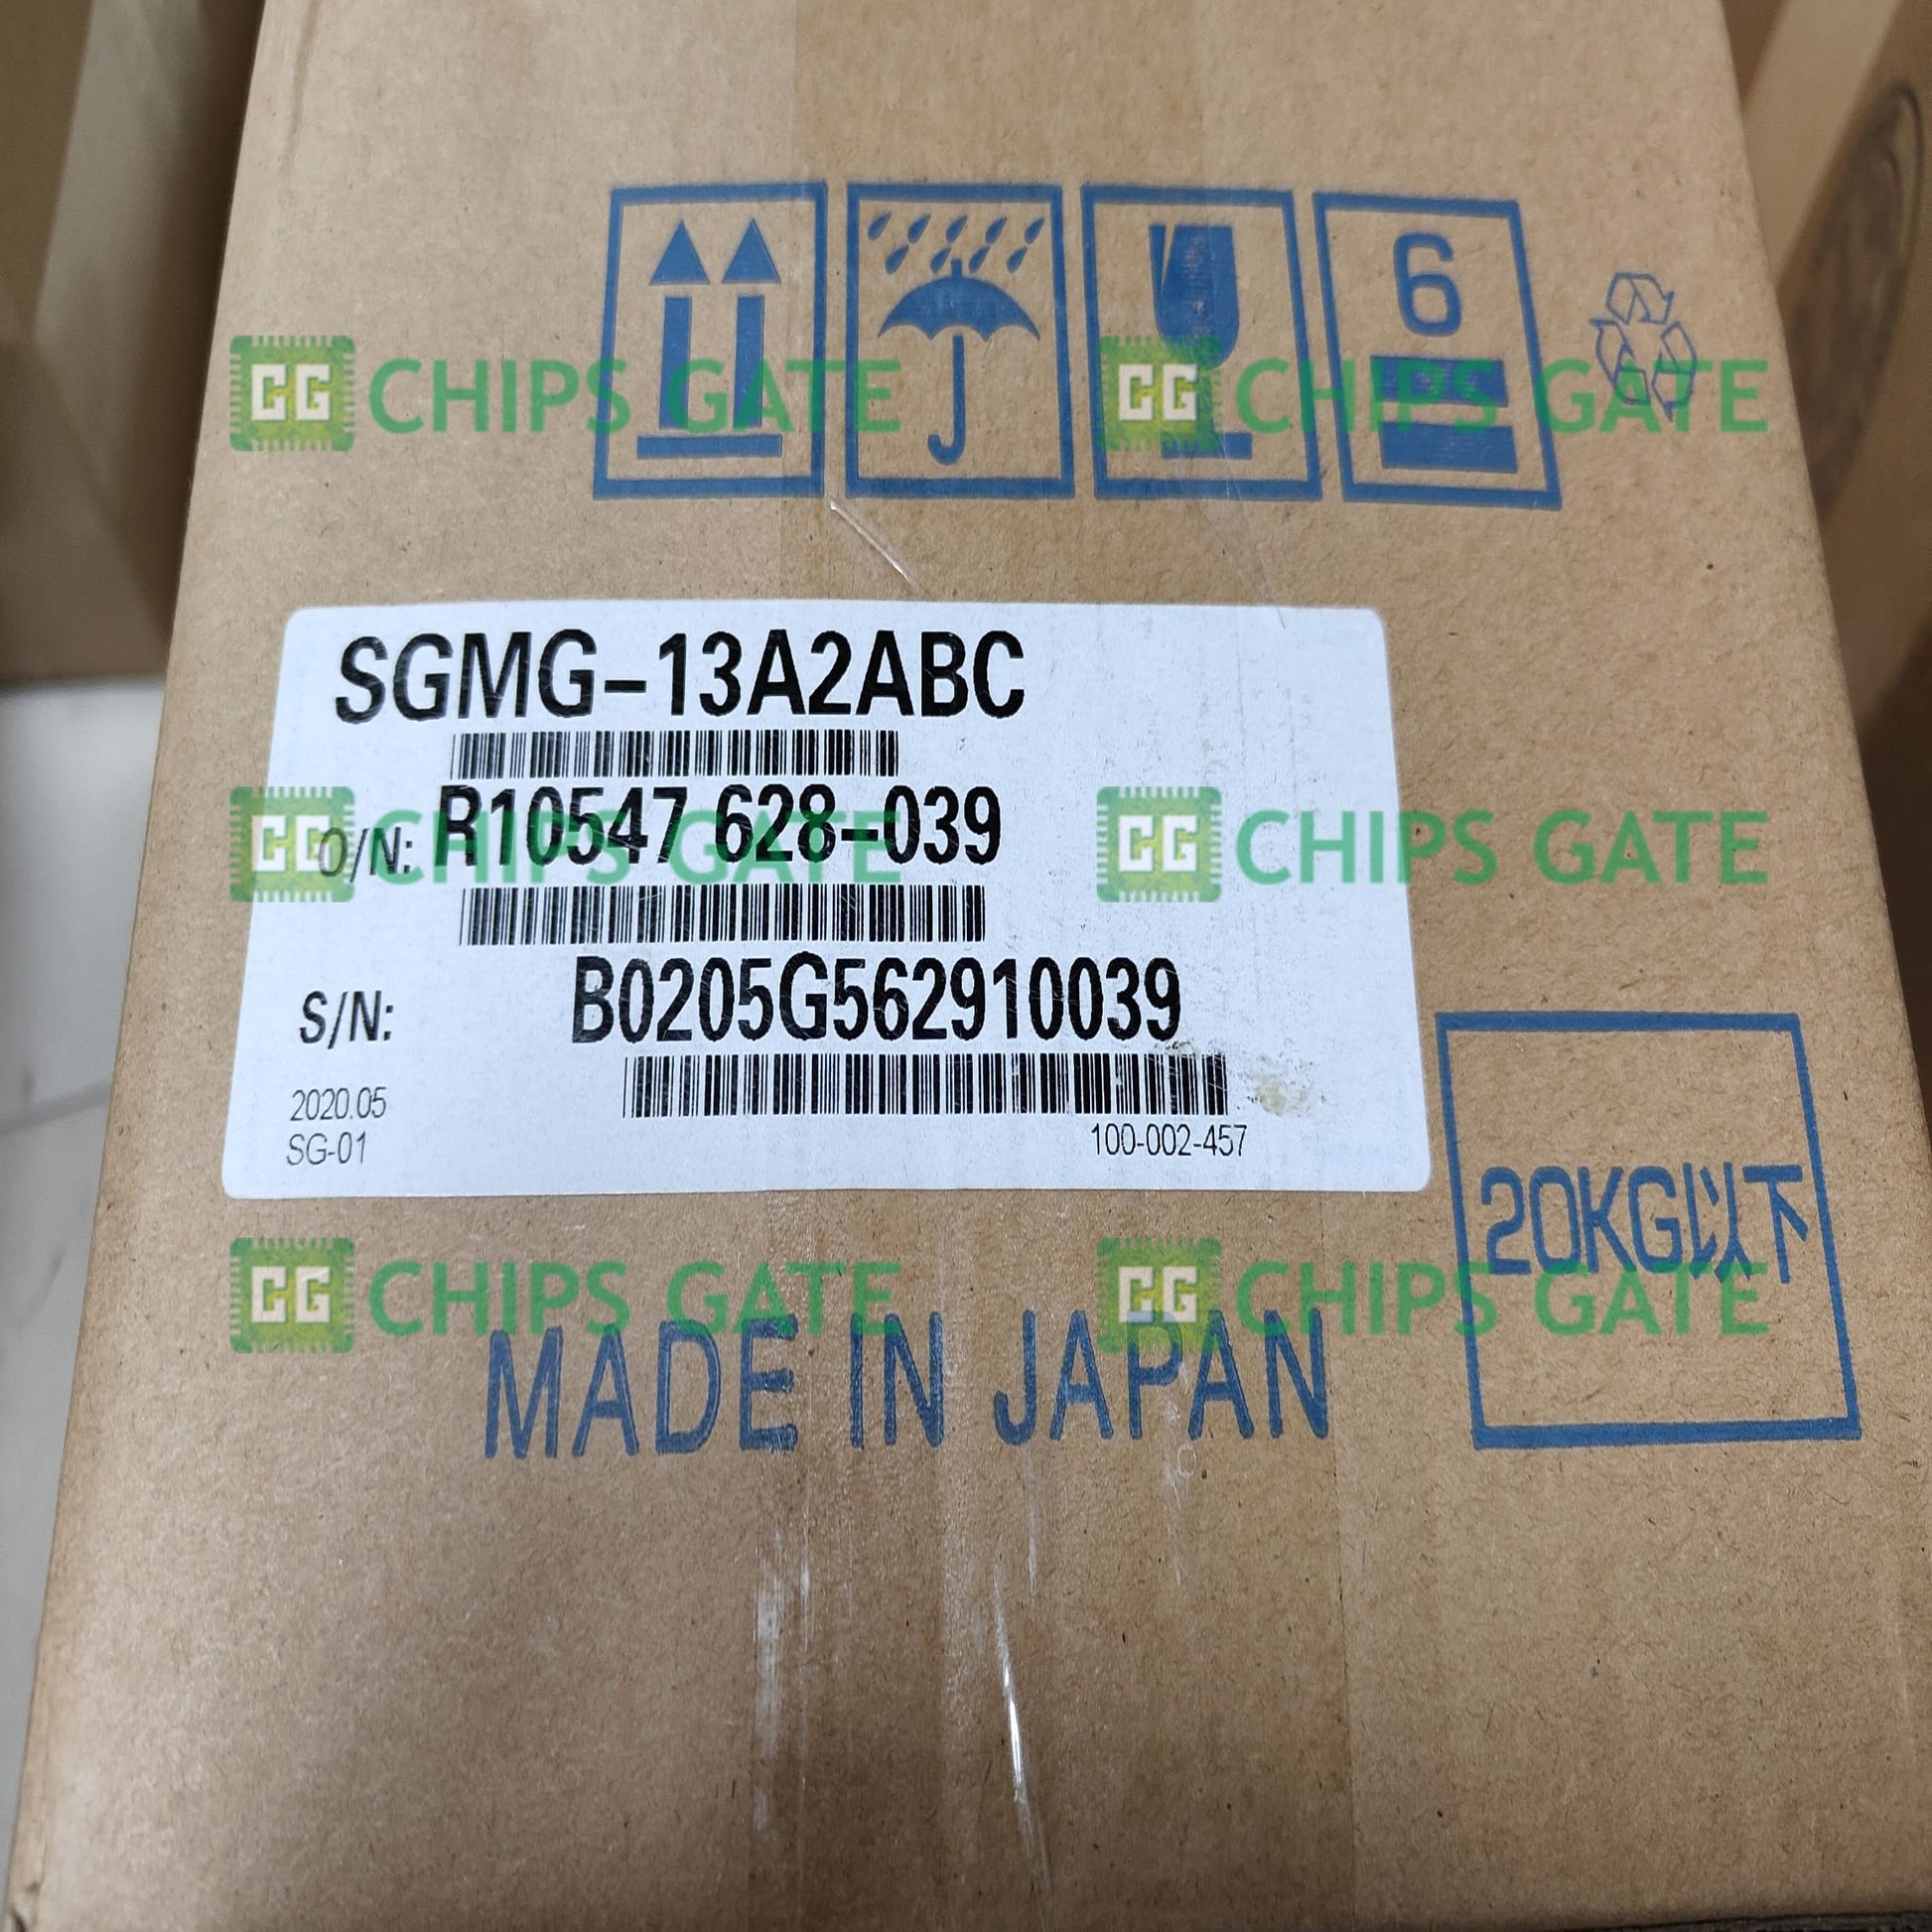 6
CG CHIPS GATE CG CHIPS GATE
SGMG-13A2ABC
O/N: R10547 628-039
CG CHIPS GATE CG CHIPS GATE
S/N: B0205G562910039
2020.05
SG-01
100-002-457
20KG以下
CG CHIPS GATE CG CHIPS GATE
MADE IN JAPAN